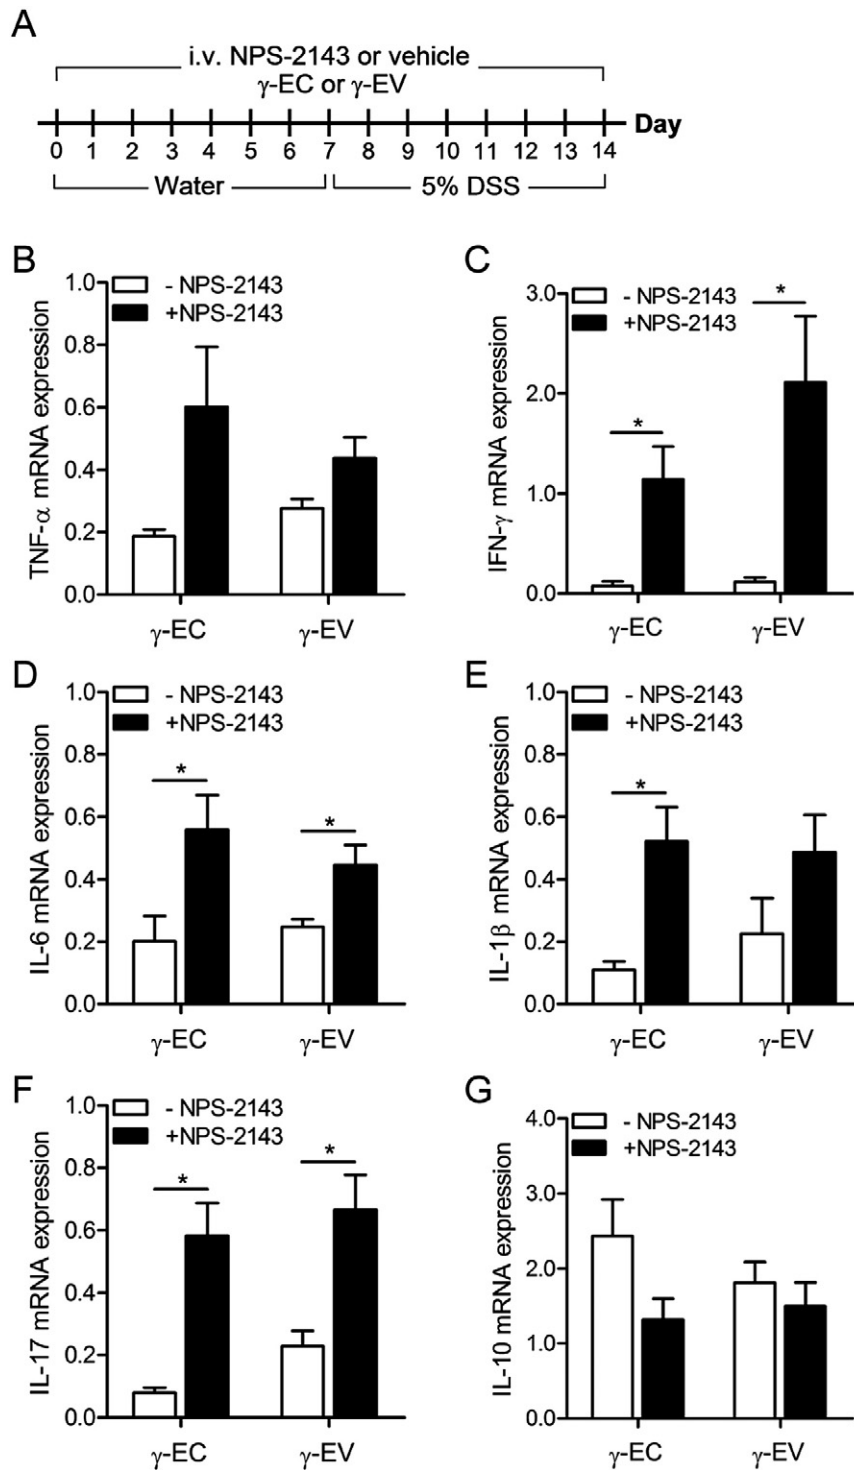 A
i.v. NPS-2143 or vehicle
γ-EC or γ-EV
Day
0 1 2 3 4 5 6 7 8 9 10 11 12 13 14
Water 5% DSS
B
TNF-α mRNA expression
1.0
0.8
0.6
0.4
0.2
0.0
- NPS-2143
+NPS-2143
γ-EC γ-EV
C
IFN-γ mRNA expression
3.0
2.0
1.0
0.0
- NPS-2143
+NPS-2143
*
*
γ-EC γ-EV
D
IL-6 mRNA expression
1.0
0.8
0.6
0.4
0.2
0.0
- NPS-2143
+NPS-2143
*
*
γ-EC γ-EV
E
IL-1β mRNA expression
1.0
0.8
0.6
0.4
0.2
0.0
- NPS-2143
+NPS-2143
*
γ-EC γ-EV
F
IL-17 mRNA expression
1.0
0.8
0.6
0.4
0.2
0.0
- NPS-2143
+NPS-2143
*
*
γ-EC γ-EV
G
IL-10 mRNA expression
4.0
3.0
2.0
1.0
0.0
- NPS-2143
+NPS-2143
γ-EC γ-EV